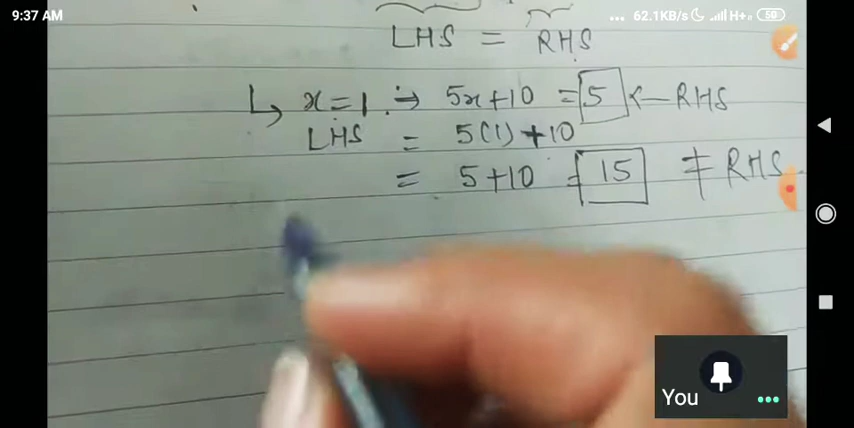 9:37 AM ... 62.1KB/s H+ 50
LHS = RHS
x=1 → 5x+10 = 5 ← RHS
LHS = 5(1)+10
= 5+10 = 15 ≠ RHS
You